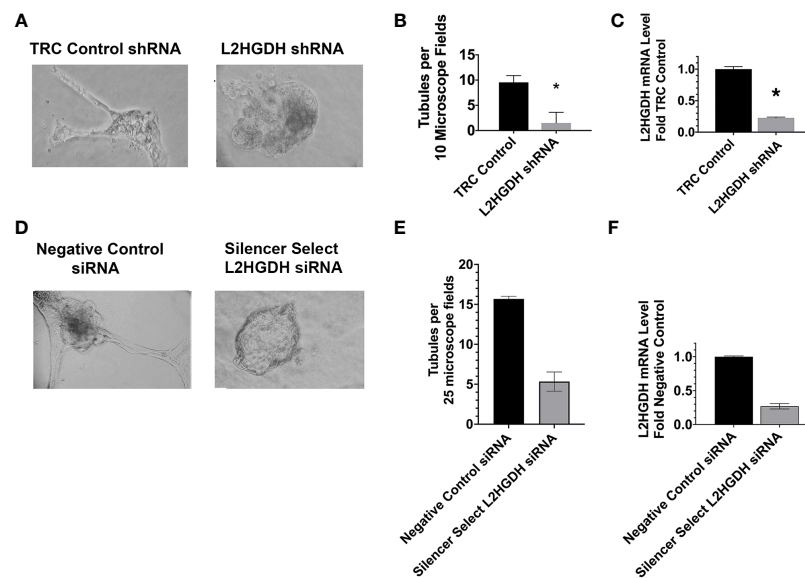 A
TRC Control shRNA
L2HGDH shRNA
B
Tubules per
10 Microscope Fields
15
10
5
0
*
TRC Control
L2HGDH shRNA
C
L2HGDH mRNA Level
Fold TRC Control
1.0
0.5
0.0
*
TRC Control
L2HGDH shRNA
D
Negative Control
siRNA
Silencer Select
L2HGDH siRNA
E
Tubules per
25 microscope fields
20
15
10
5
0
Negative Control siRNA
Silencer Select L2HGDH siRNA
F
L2HGDH mRNA Level
Fold Negative Control
1.0
0.5
0.0
Negative Control siRNA
Silencer Select L2HGDH siRNA